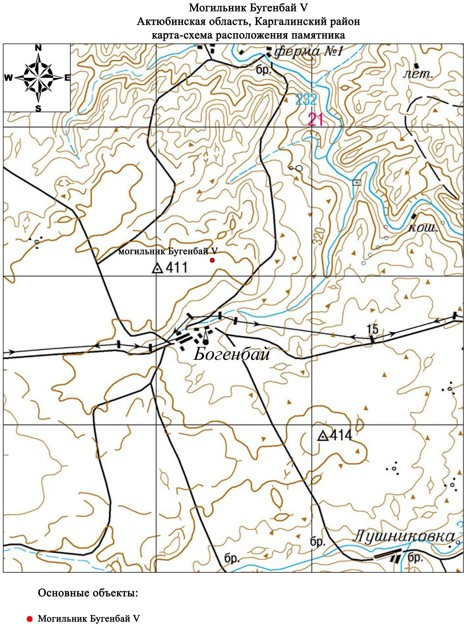 Могильник Бугенбай V
Актюбинская область, Каргалинский район
карта-схема расположения памятника
N
W E
S
ферма №1
бр.
лет.
232
21
кош.
320
могильник Бугенбай V
411
15
Богенбай
414
Лушниковка
бр.
бр.
бр.
Основные объекты:
Могильник Бугенбай V